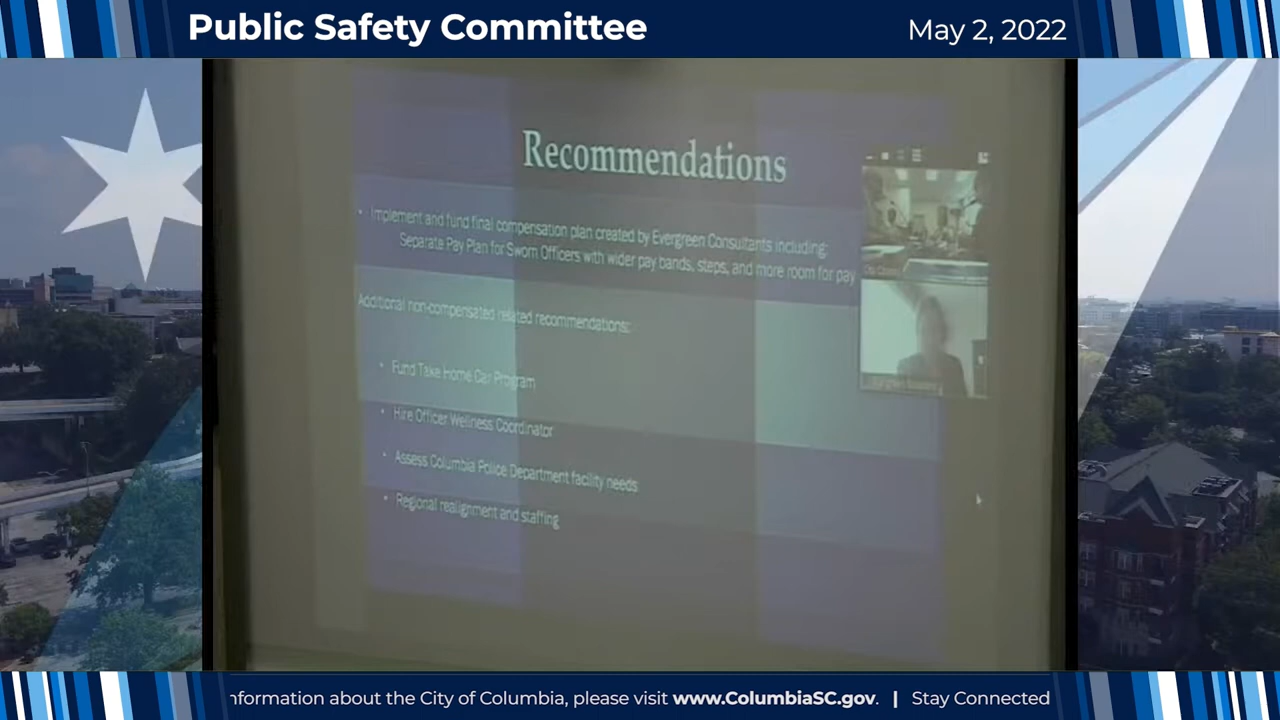 Public Safety Committee
May 2, 2022
Recommendations
• Implement and fund final compensation plan created by Evergreen Consultants including:
Separate Pay Plan for Sworn Officers with wider pay bands, steps, and more room for pay
Additional non-compensated related recommendations:
• Fund Take Home Car Program
• Hire Officer Wellness Coordinator
• Assess Columbia Police Department facility needs
• Regional realignment and staffing
nformation about the City of Columbia, please visit www.ColumbiaSC.gov. | Stay Connected